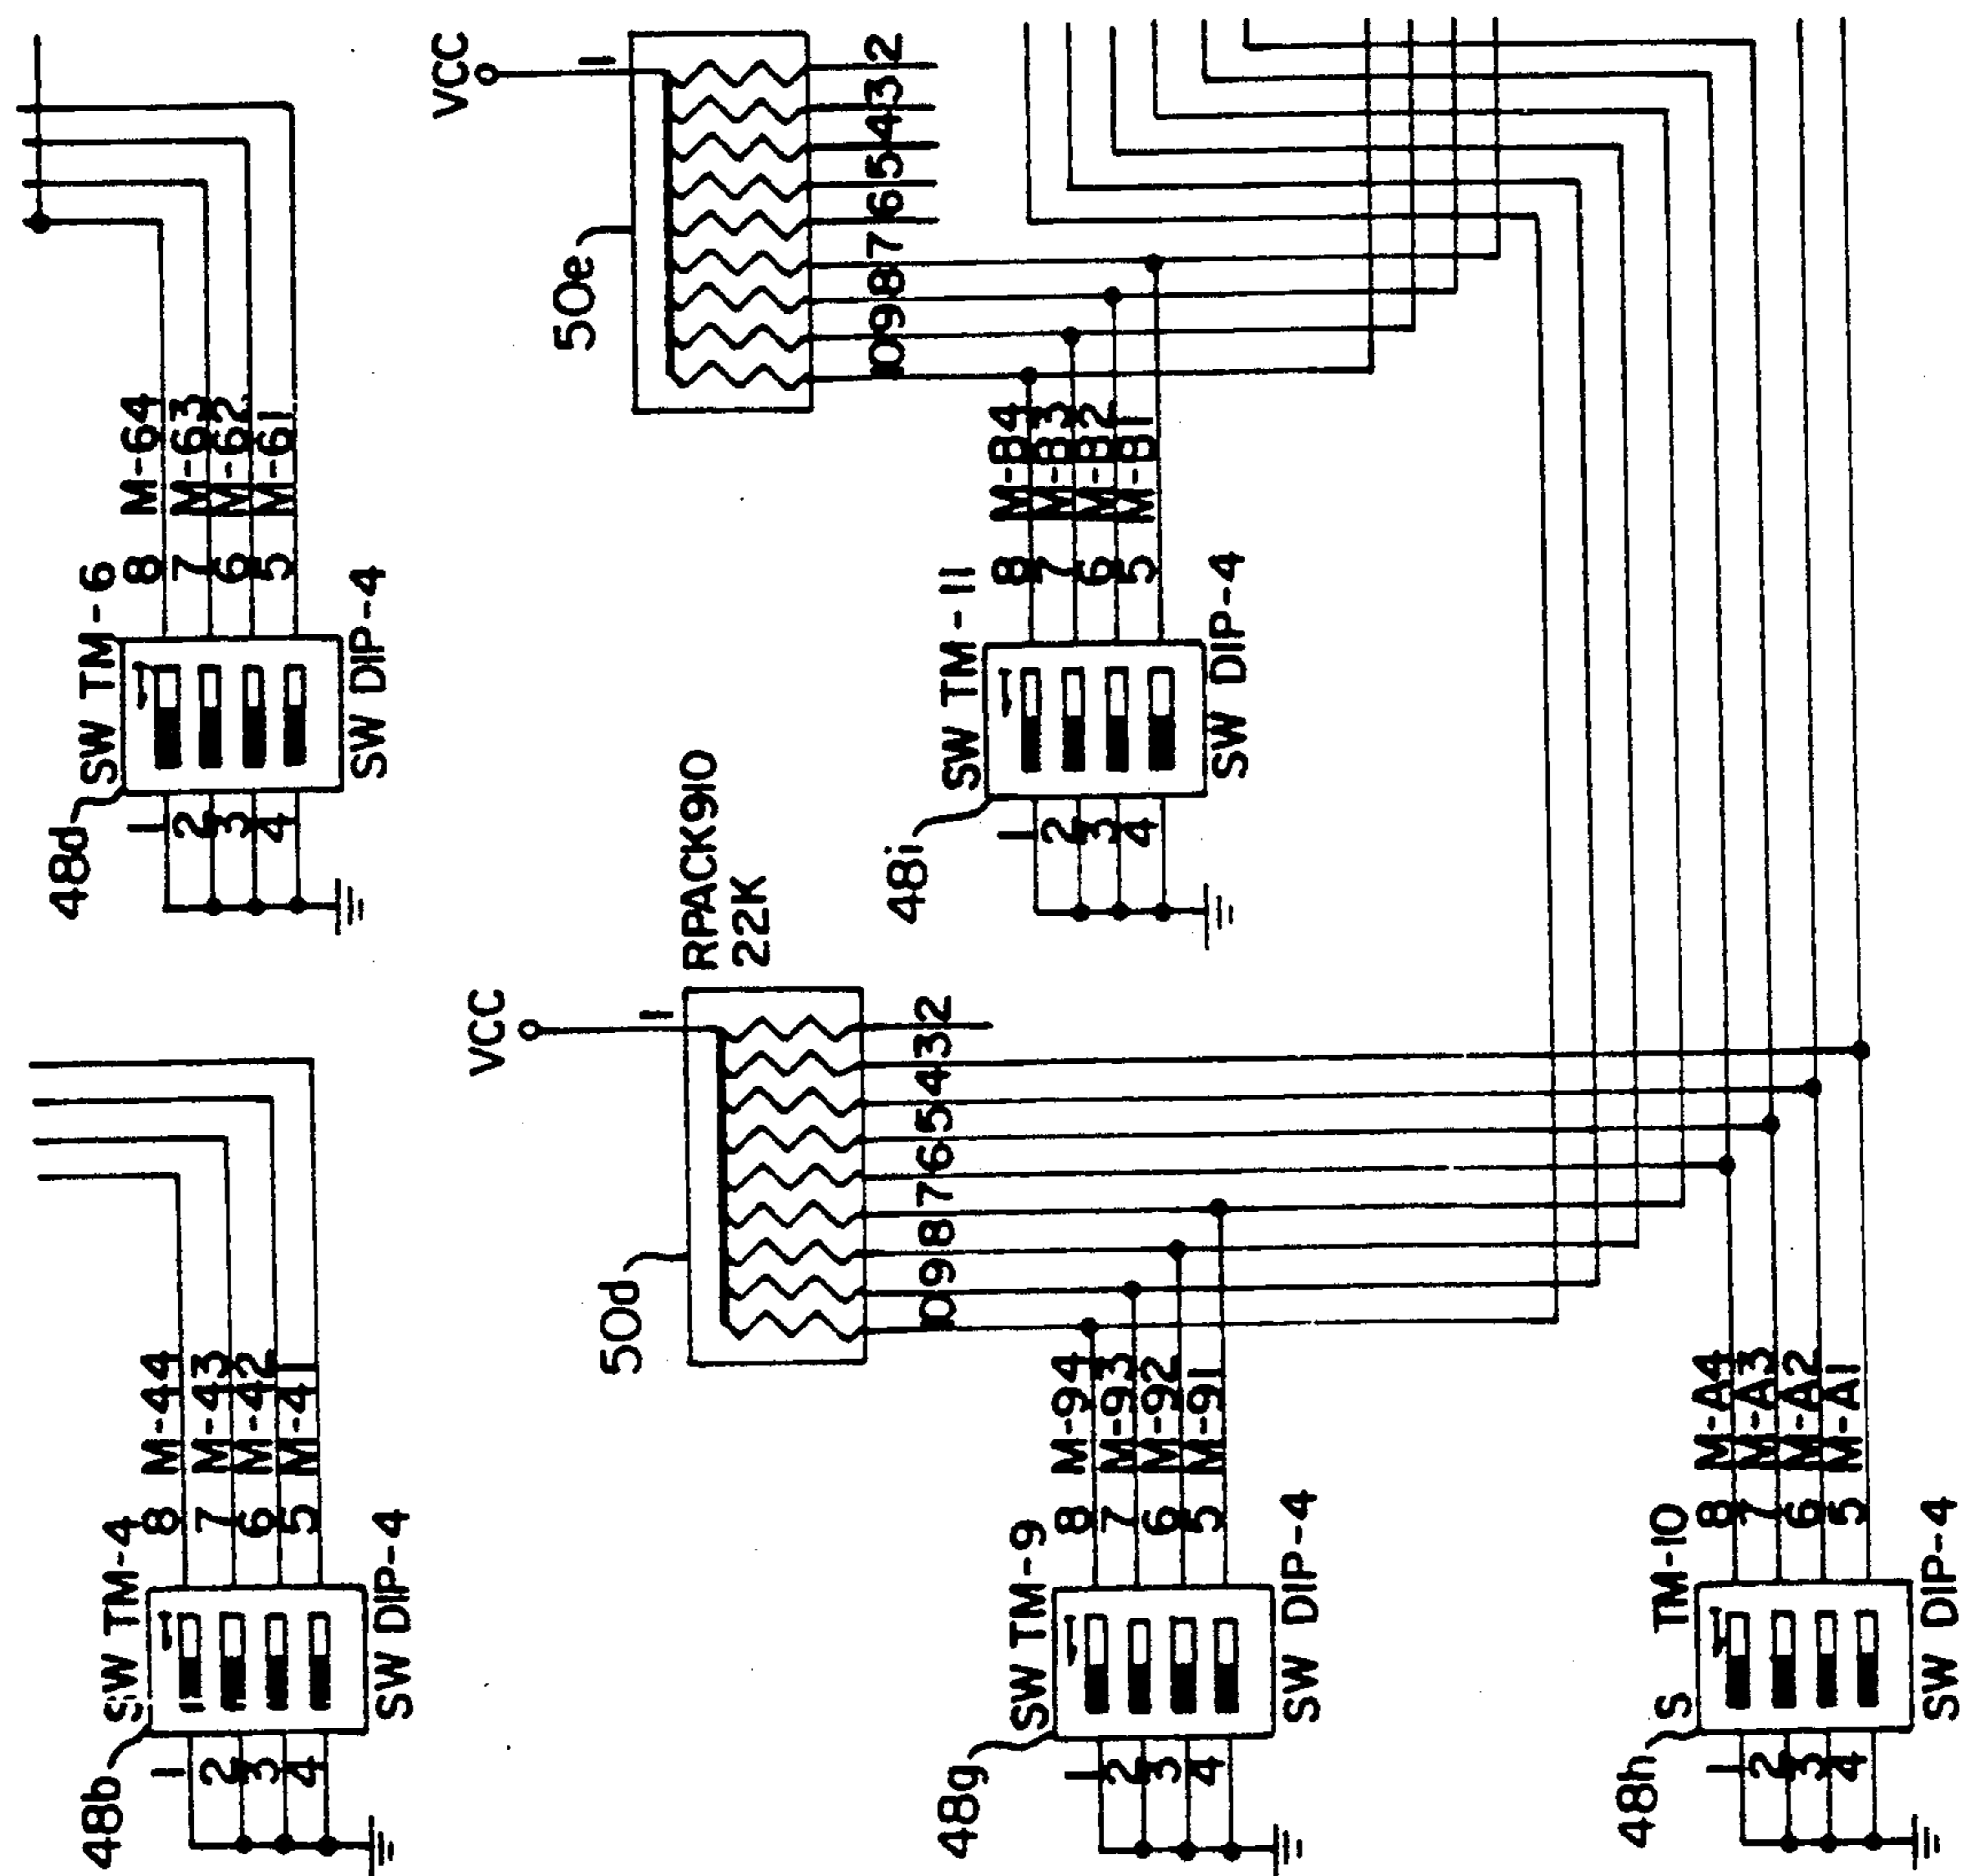 48b
SW TM-4
1
2
3
4
8
7
6
5
M-44
M-43
M-42
M-41
SW DIP-4
48d
SW TM-6
1
2
3
4
8
7
6
5
M-64
M-63
M-62
M-61
SW DIP-4
VCC
1
50d
RPACK910
22K
10
9
8
7
6
5
4
3
2
VCC
1
50e
10
9
8
7
6
5
4
3
2
48g
SW TM-9
1
2
3
4
8
7
6
5
M-94
M-93
M-92
M-91
SW DIP-4
48i
SW TM-11
1
2
3
4
8
7
6
5
M-B4
M-B3
M-B2
M-B1
SW DIP-4
48h
S TM-10
1
2
3
4
8
7
6
5
M-A4
M-A3
M-A2
M-A1
SW DIP-4